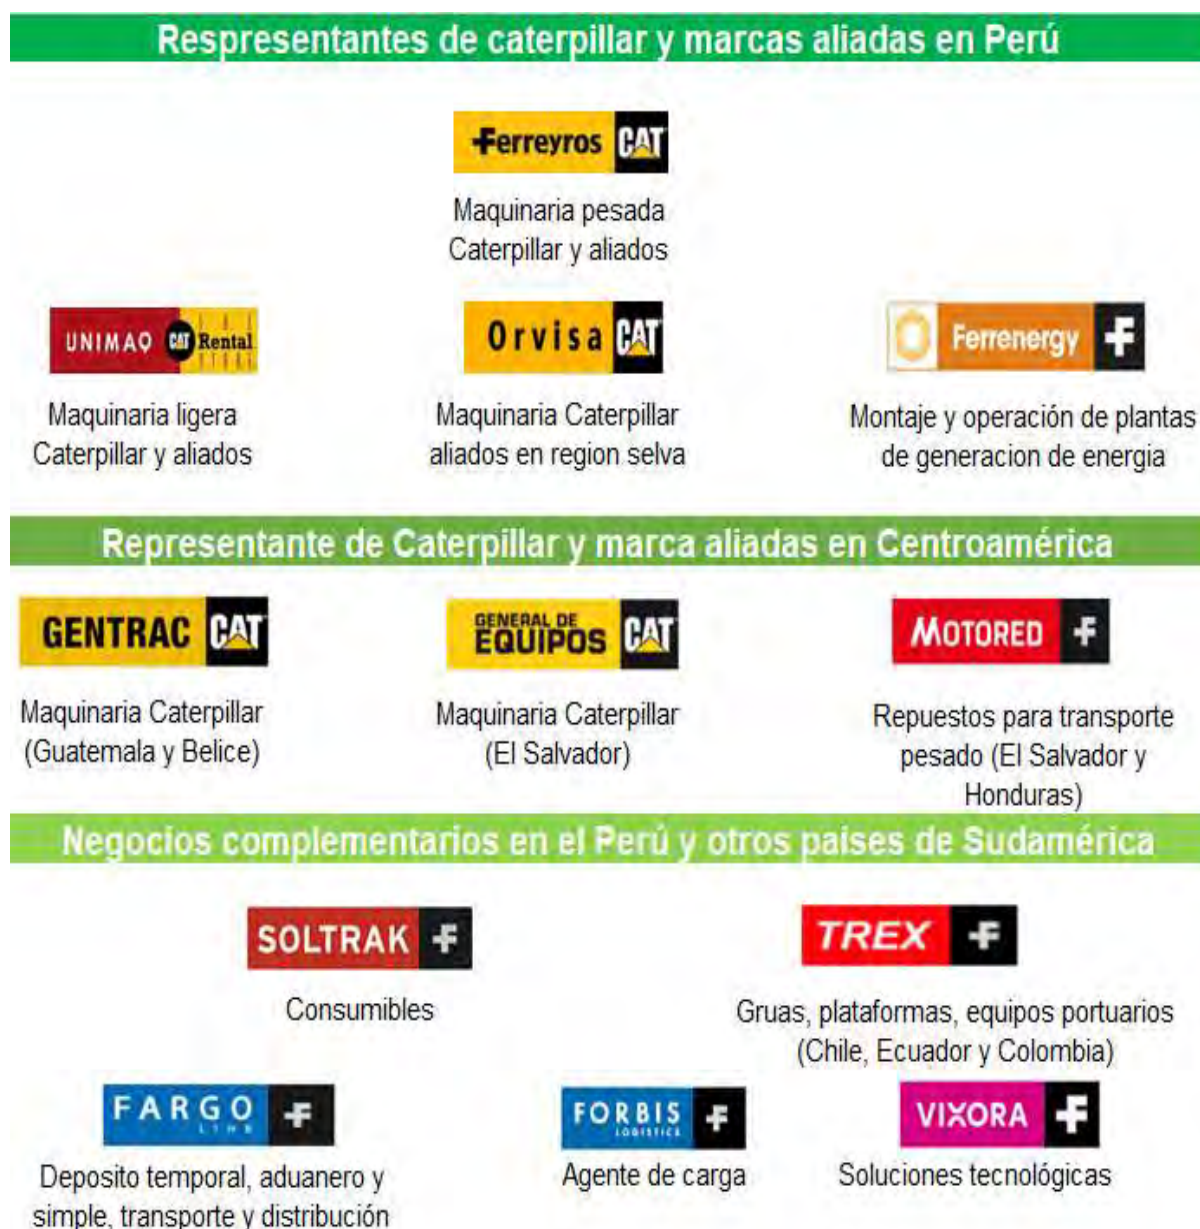 Respresentantes de caterpillar y marcas aliadas en Perú
Ferreyros CAT
Maquinaria pesada
Caterpillar y aliados
UNIMAQ CAT Rental
Orvisa CAT
Ferrenergy F
Maquinaria ligera
Caterpillar y aliados
Maquinaria Caterpillar
aliados en region selva
Montaje y operación de plantas
de generacion de energia
Representante de Caterpillar y marca aliadas en Centroamérica
GENTRAC CAT
GENERAL DE
EQUIPOS CAT
MOTORED F
Maquinaria Caterpillar
(Guatemala y Belice)
Maquinaria Caterpillar
(El Salvador)
Repuestos para transporte
pesado (El Salvador y
Honduras)
Negocios complementarios en el Perú y otros paises de Sudamérica
SOLTRAK F
TREX F
Consumibles
Gruas, plataformas, equipos portuarios
(Chile, Ecuador y Colombia)
FARGO F
LINE
FORBIS F
LOGISTICS
VIXORA F
Deposito temporal, aduanero y
simple, transporte y distribución
Agente de carga
Soluciones tecnológicas